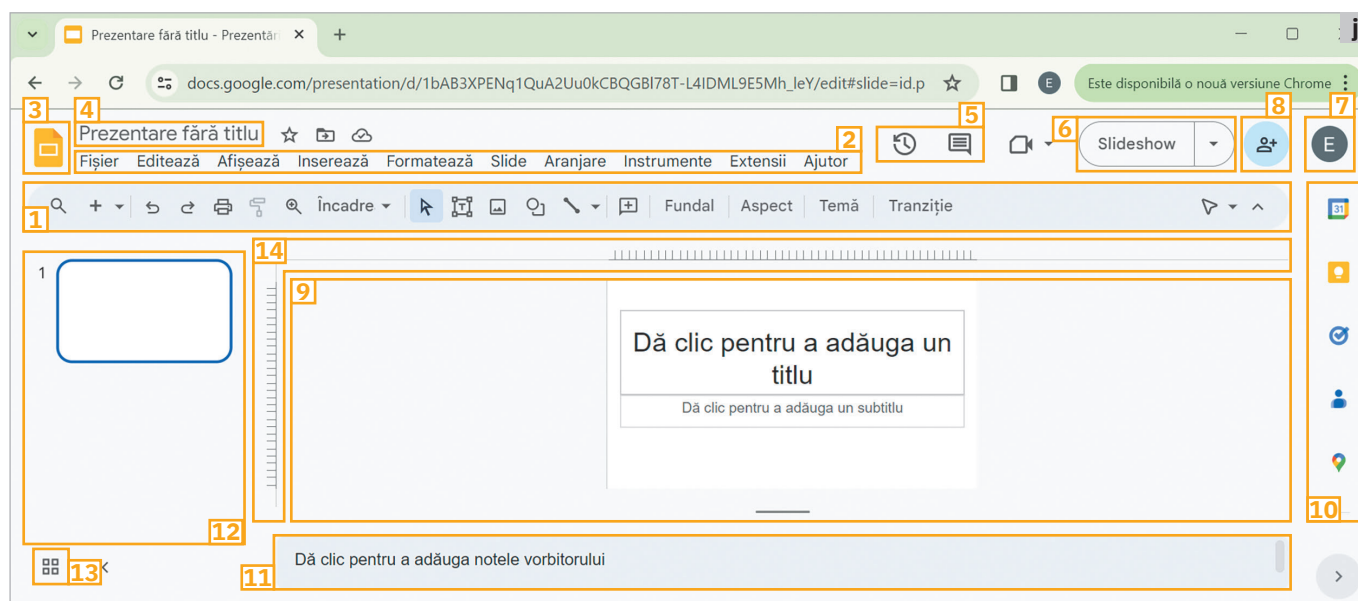 Prezentare fără titlu - Prezentări
j
docs.google.com/presentation/d/1bAB3XPENq1QuA2Uu0kCBQGBl78T-L4IDML9E5Mh_leY/edit#slide=id.p
E
Este disponibilă o nouă versiune Chrome
3
4
5
8
7
Prezentare fără titlu
2
6
Slideshow
E
Fișier Editează Afișează Inserează Formatează Slide Aranjare Instrumente Extensii Ajutor
1
Încadre
Fundal
Aspect
Temă
Tranziție
31
14
1
9
Dă clic pentru a adăuga un
titlu
Dă clic pentru a adăuga un subtitlu
10
12
Dă clic pentru a adăuga notele vorbitorului
13
11